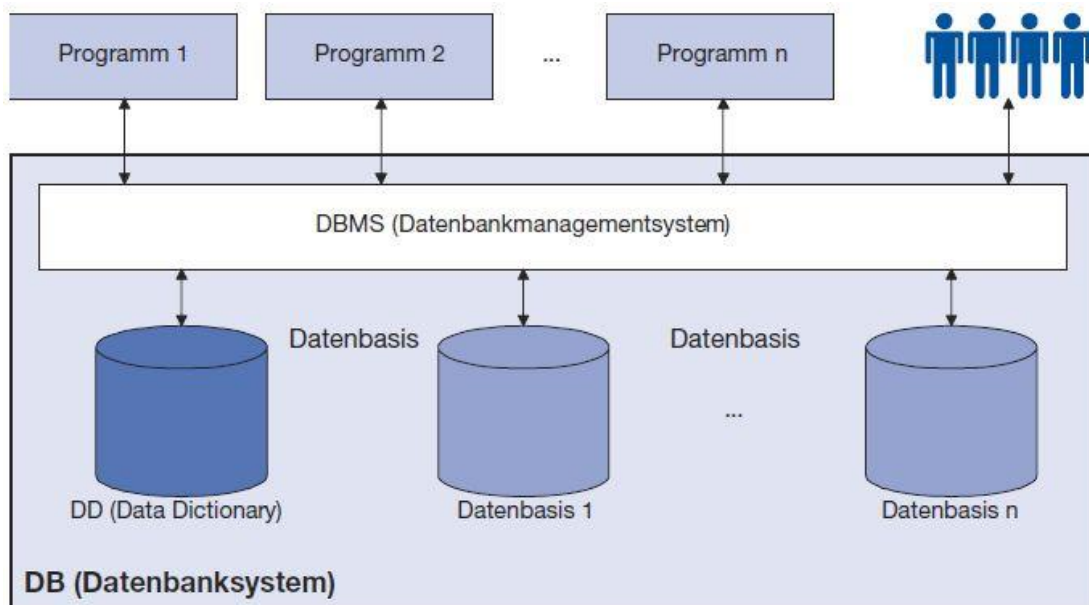 Programm 1
Programm 2
...
Programm n
DBMS (Datenbankmanagementsystem)
Datenbasis
Datenbasis
...
DD (Data Dictionary)
Datenbasis 1
Datenbasis n
DB (Datenbanksystem)